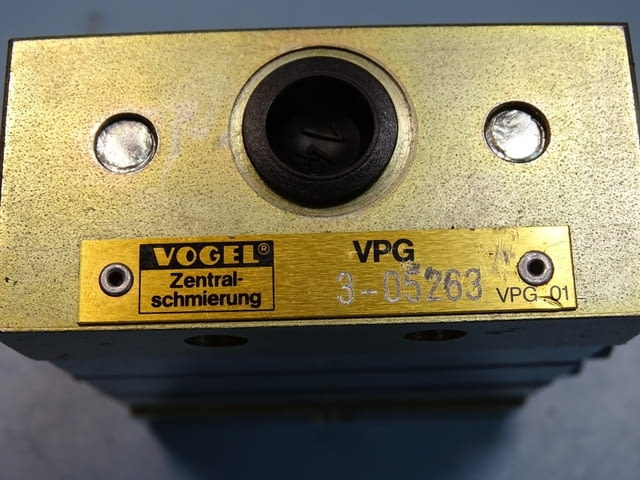 VOGEL®
Zentral-
schmierung
VPG
3-05263
VPG-01